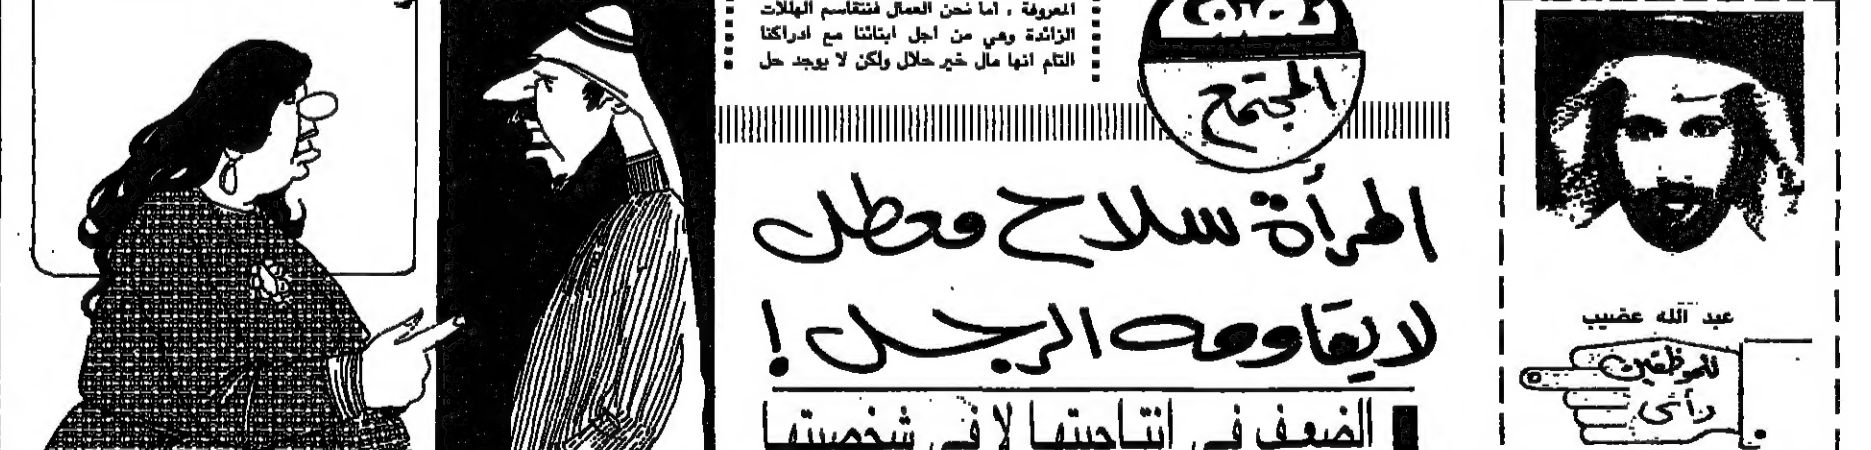 المعروفة ، اما نحن العمال فنتقاسم الهللات
الزائدة وهي من اجل ابنائنا مع ادراكنا
التام انها مال غير حلال ولكن لا يوجد حل
المجتمع
المرأة سلاح معطل
لا يقاومه الرجل !
الضعف في انتاجيتها لا في شخصيتها
عبد الله عضيب
للموظفين
رأي